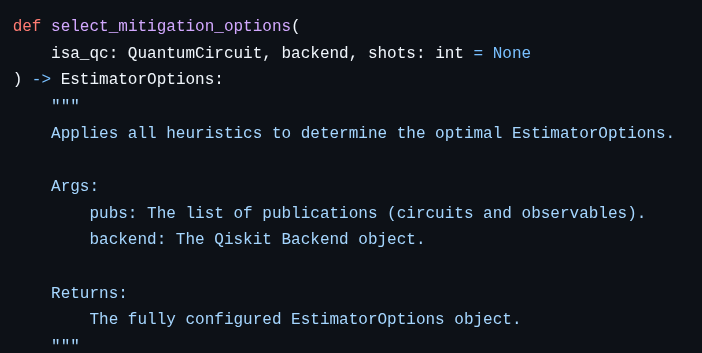 def select_mitigation_options(
    isa_qc: QuantumCircuit, backend, shots: int = None
) -> EstimatorOptions:
    """
    Applies all heuristics to determine the optimal EstimatorOptions.

    Args:
        pubs: The list of publications (circuits and observables).
        backend: The Qiskit Backend object.

    Returns:
        The fully configured EstimatorOptions object.
    """